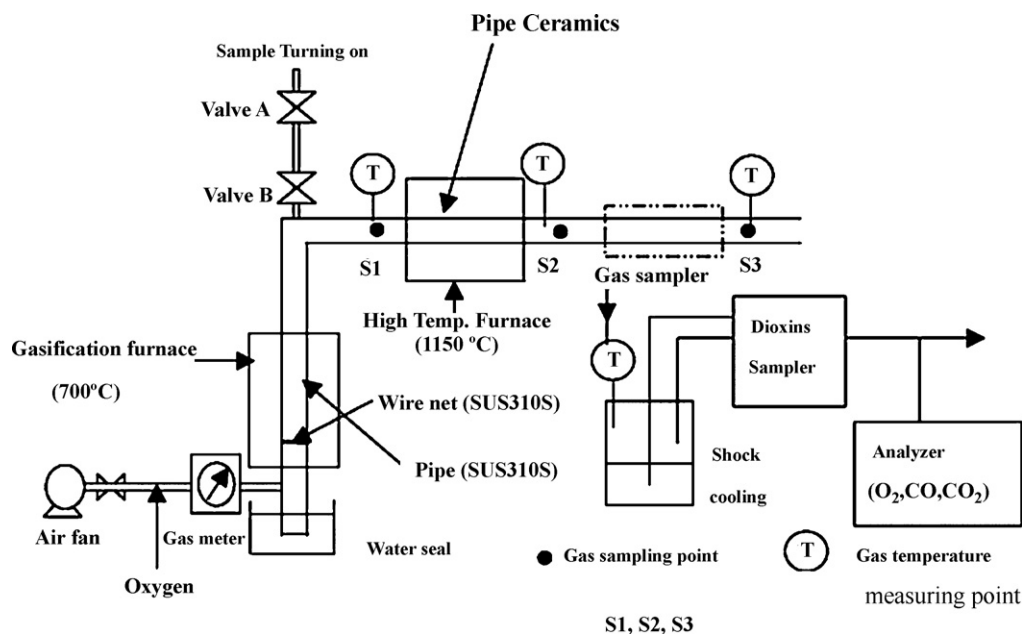 Pipe Ceramics
Sample Turning on
Valve A
Valve B
T
T
T
S1
S2
S3
Gas sampler
High Temp. Furnace
(1150 ºC)
Gasification furnace
(700ºC)
T
Dioxins
Sampler
Wire net (SUS310S)
Pipe (SUS310S)
Shock
cooling
Analyzer
(O₂,CO,CO₂)
Air fan
Gas meter
Water seal
Oxygen
Gas sampling point
T
Gas temperature
measuring point
S1, S2, S3